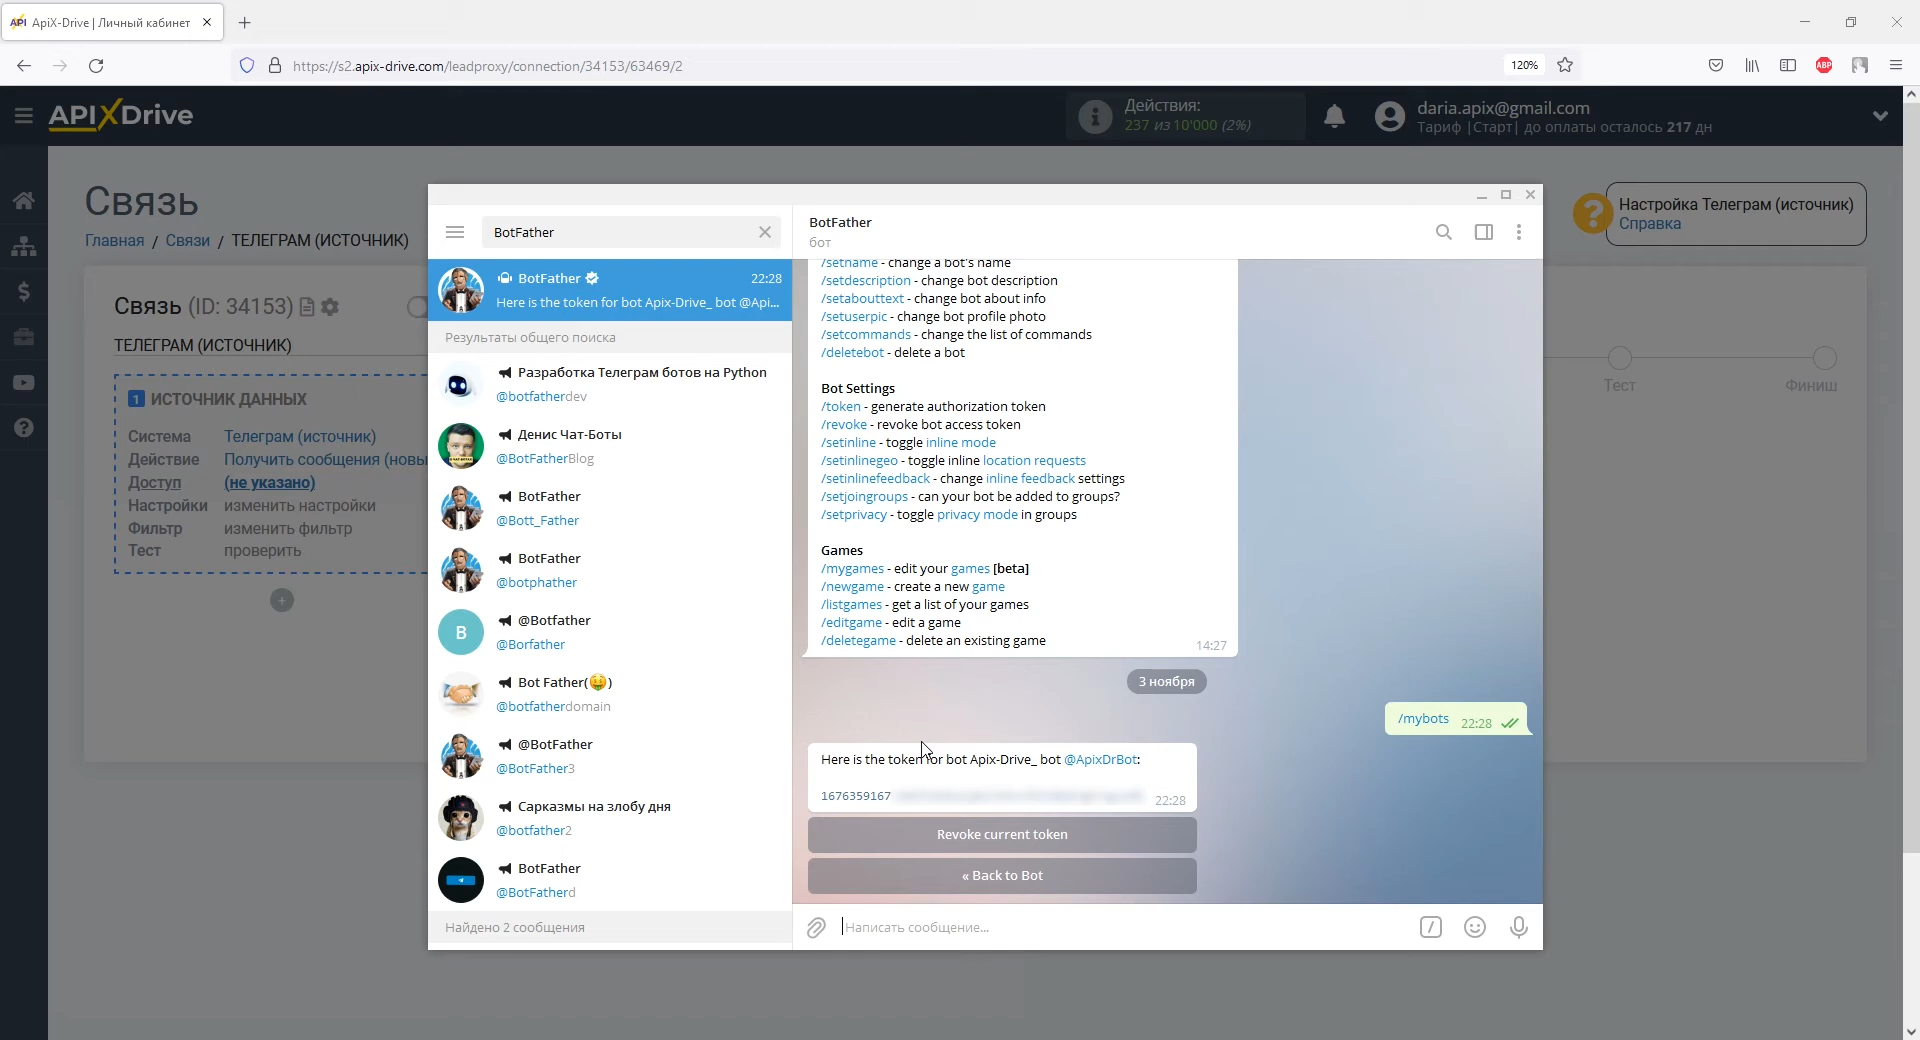 API ApiX-Drive | Личный кабинет
https://s2.apix-drive.com/leadproxy/connection/34153/63469/2
120%
ABP
APIXDrive
Действия:
237 из 10'000 (2%)
daria.apix@gmail.com
Тариф |Старт| до оплаты осталось 217 дн
Связь
Главная / Связи / ТЕЛЕГРАМ (ИСТОЧНИК)
Настройка Телеграм (источник)
Справка
Связь (ID: 34153)
ТЕЛЕГРАМ (ИСТОЧНИК)
1 ИСТОЧНИК ДАННЫХ
Система Телеграм (источник)
Действие Получить сообщения (новы
Доступ (не указано)
Настройки изменить настройки
Фильтр изменить фильтр
Тест проверить
Тест
Финиш
BotFather
BotFather 22:28
Here is the token for bot Apix-Drive_ bot @Api...
Результаты общего поиска
Разработка Телеграм ботов на Python
@botfatherdev
Денис Чат-Боты
@BotFatherBlog
BotFather
@Bott_Father
BotFather
@botphather
B
@Botfather
@Borfather
Bot Father(🤑)
@botfatherdomain
@BotFather
@BotFather3
Сарказмы на злобу дня
@botfather2
BotFather
@BotFatherd
Найдено 2 сообщения
BotFather
бот
/setname - change a bot's name
/setdescription - change bot description
/setabouttext - change bot about info
/setuserpic - change bot profile photo
/setcommands - change the list of commands
/deletebot - delete a bot
Bot Settings
/token - generate authorization token
/revoke - revoke bot access token
/setinline - toggle inline mode
/setinlinegeo - toggle inline location requests
/setinlinefeedback - change inline feedback settings
/setjoingroups - can your bot be added to groups?
/setprivacy - toggle privacy mode in groups
Games
/mygames - edit your games [beta]
/newgame - create a new game
/listgames - get a list of your games
/editgame - edit a game
/deletegame - delete an existing game
14:27
3 ноября
/mybots 22:28
Here is the token for bot Apix-Drive_ bot @ApixDrBot:
1676359167
22:28
Revoke current token
« Back to Bot
Написать сообщение...